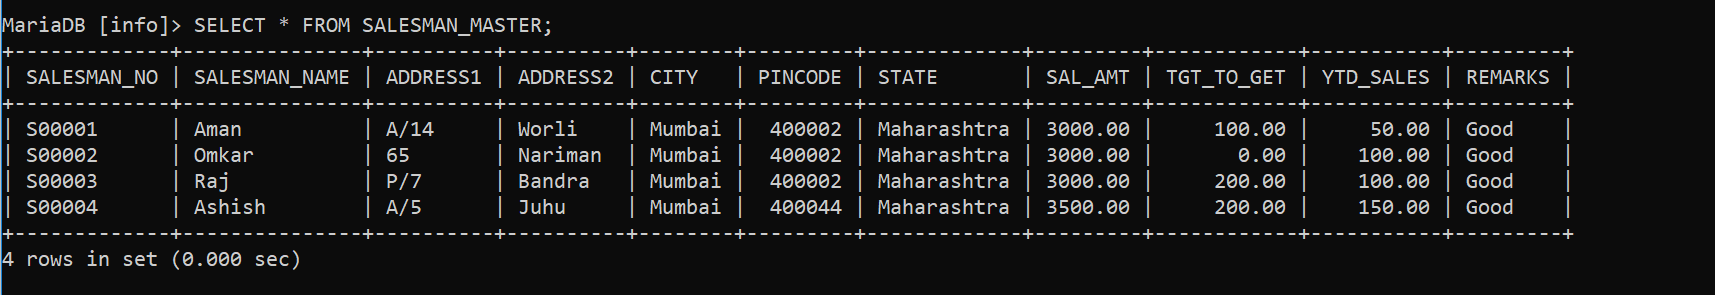 MariaDB [info]> SELECT * FROM SALESMAN_MASTER;
+-------------+---------------+----------+----------+--------+---------+-------------+---------+------------+-----------+---------+
| SALESMAN_NO | SALESMAN_NAME | ADDRESS1 | ADDRESS2 | CITY   | PINCODE | STATE       | SAL_AMT | TGT_TO_GET | YTD_SALES | REMARKS |
+-------------+---------------+----------+----------+--------+---------+-------------+---------+------------+-----------+---------+
| S00001      | Aman          | A/14     | Worli    | Mumbai |  400002 | Maharashtra | 3000.00 |     100.00 |     50.00 | Good    |
| S00002      | Omkar         | 65       | Nariman  | Mumbai |  400002 | Maharashtra | 3000.00 |       0.00 |    100.00 | Good    |
| S00003      | Raj           | P/7      | Bandra   | Mumbai |  400002 | Maharashtra | 3000.00 |     200.00 |    100.00 | Good    |
| S00004      | Ashish        | A/5      | Juhu     | Mumbai |  400044 | Maharashtra | 3500.00 |     200.00 |    150.00 | Good    |
+-------------+---------------+----------+----------+--------+---------+-------------+---------+------------+-----------+---------+
4 rows in set (0.000 sec)